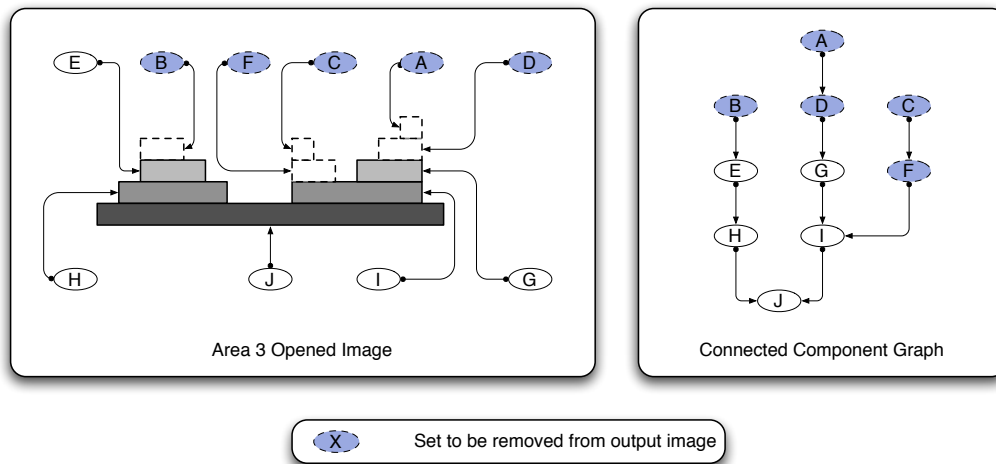 E B F C A D
H J I G
Area 3 Opened Image
A
B D C
E G F
H I
J
Connected Component Graph
X Set to be removed from output image